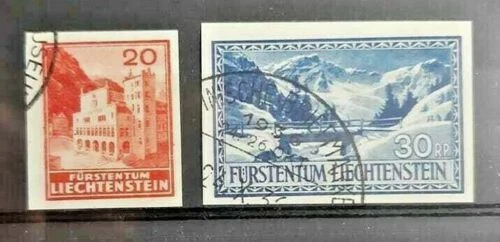 20
FÜRSTENTUM
LIECHTENSTEIN
30 RP
FÜRSTENTUM LIECHTENSTEIN